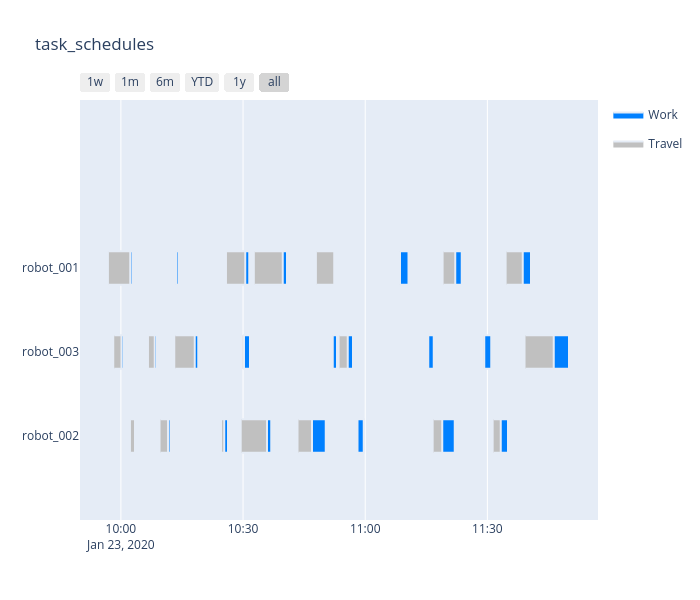 task_schedules
1w 1m 6m YTD 1y all
Work
Travel
robot_001
robot_003
robot_002
10:00 10:30 11:00 11:30
Jan 23, 2020